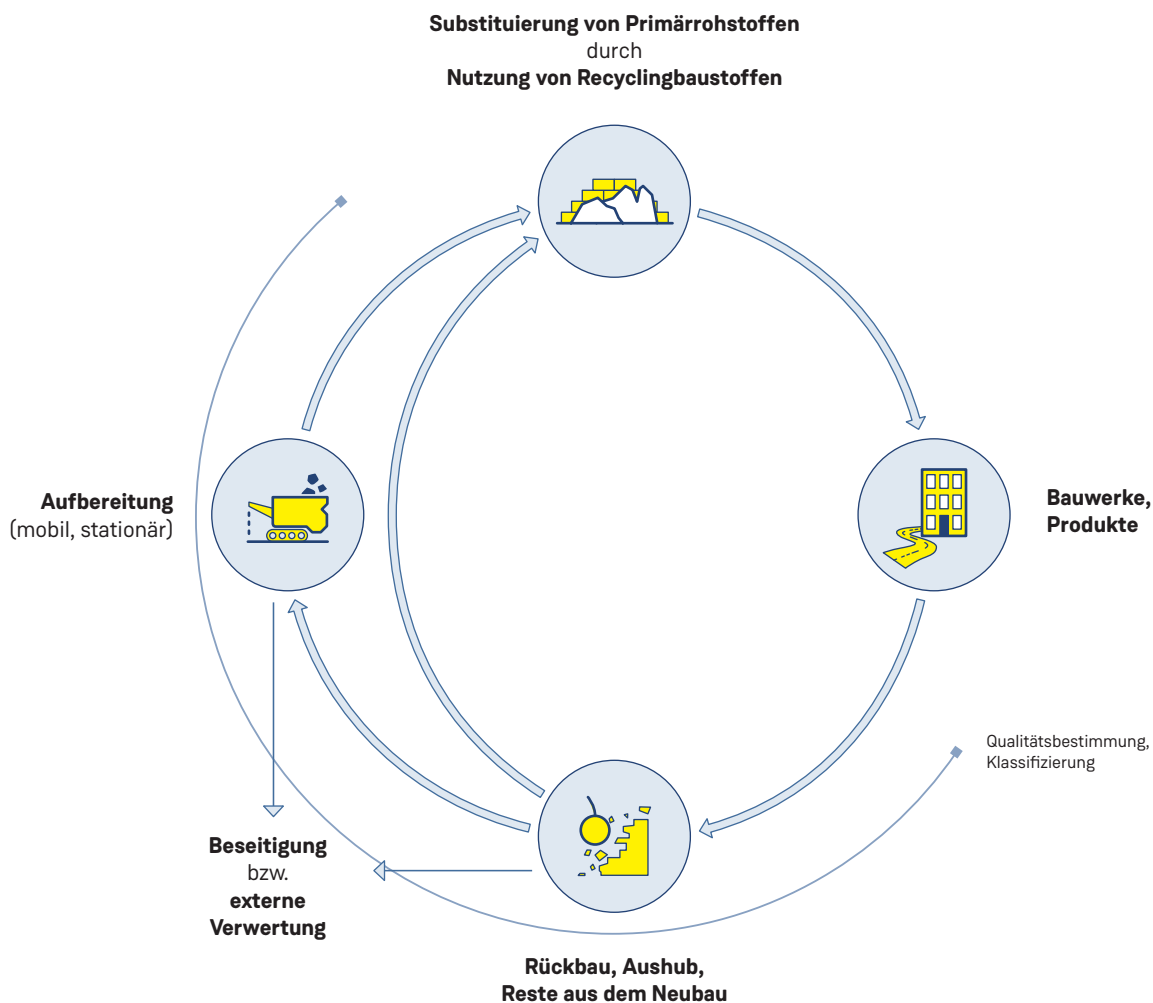 Substituierung von Primärrohstoffen
durch
Nutzung von Recyclingbaustoffen
Aufbereitung
(mobil, stationär)
Bauwerke,
Produkte
Qualitätsbestimmung,
Klassifizierung
Beseitigung
bzw.
externe
Verwertung
Rückbau, Aushub,
Reste aus dem Neubau